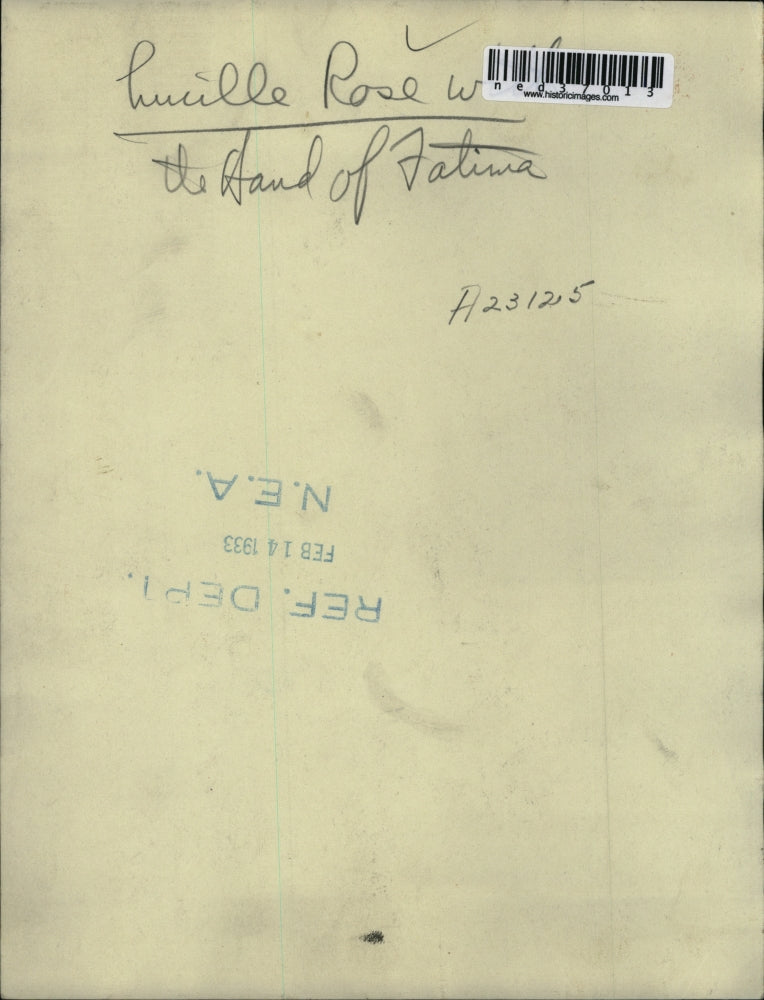 Lucille Rose w
ned37013
www.historicimages.com
the Hand of Fatima
A23125
REF. DEPT.
FEB 14 1933
N.E.A.